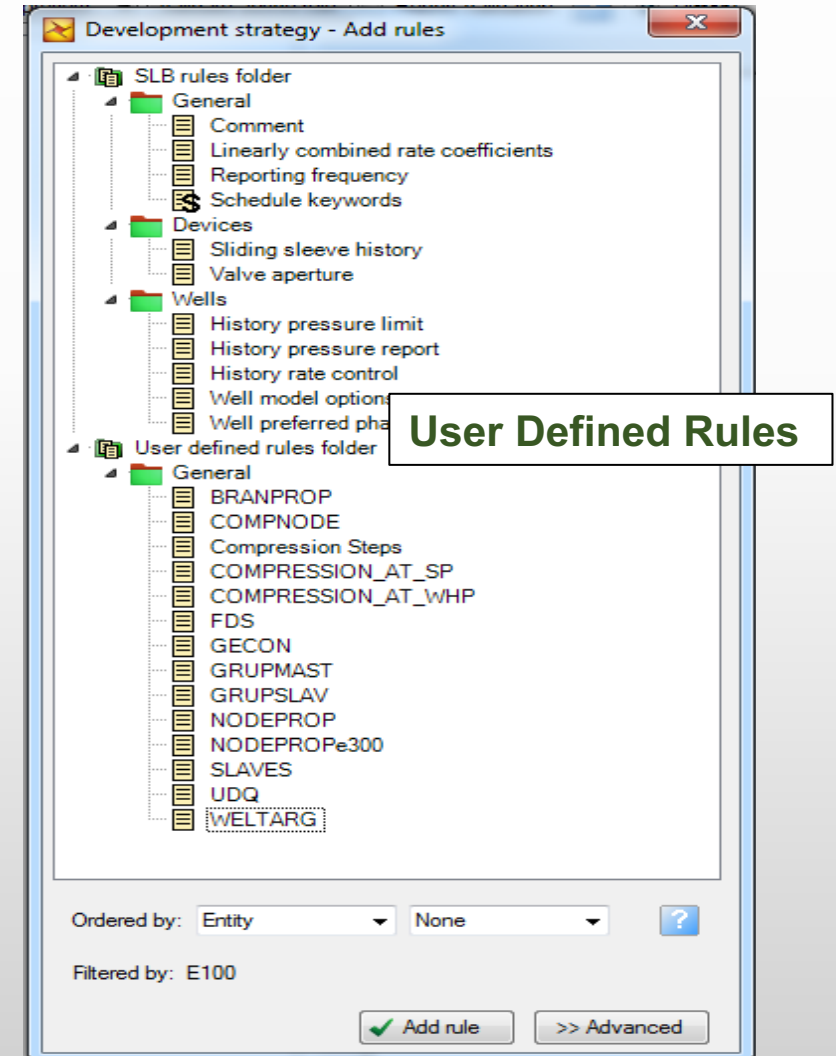 Development strategy - Add rules
SLB rules folder
General
Comment
Linearly combined rate coefficients
Reporting frequency
Schedule keywords
Devices
Sliding sleeve history
Valve aperture
Wells
History pressure limit
History pressure report
History rate control
Well model options
Well preferred pha
User Defined Rules
User defined rules folder
General
BRANPROP
COMPNODE
Compression Steps
COMPRESSION_AT_SP
COMPRESSION_AT_WHP
FDS
GECON
GRUPMAST
GRUPSLAV
NODEPROP
NODEPROPe300
SLAVES
UDQ
WELTARG
Ordered by: Entity None ?
Filtered by: E100
Add rule >> Advanced